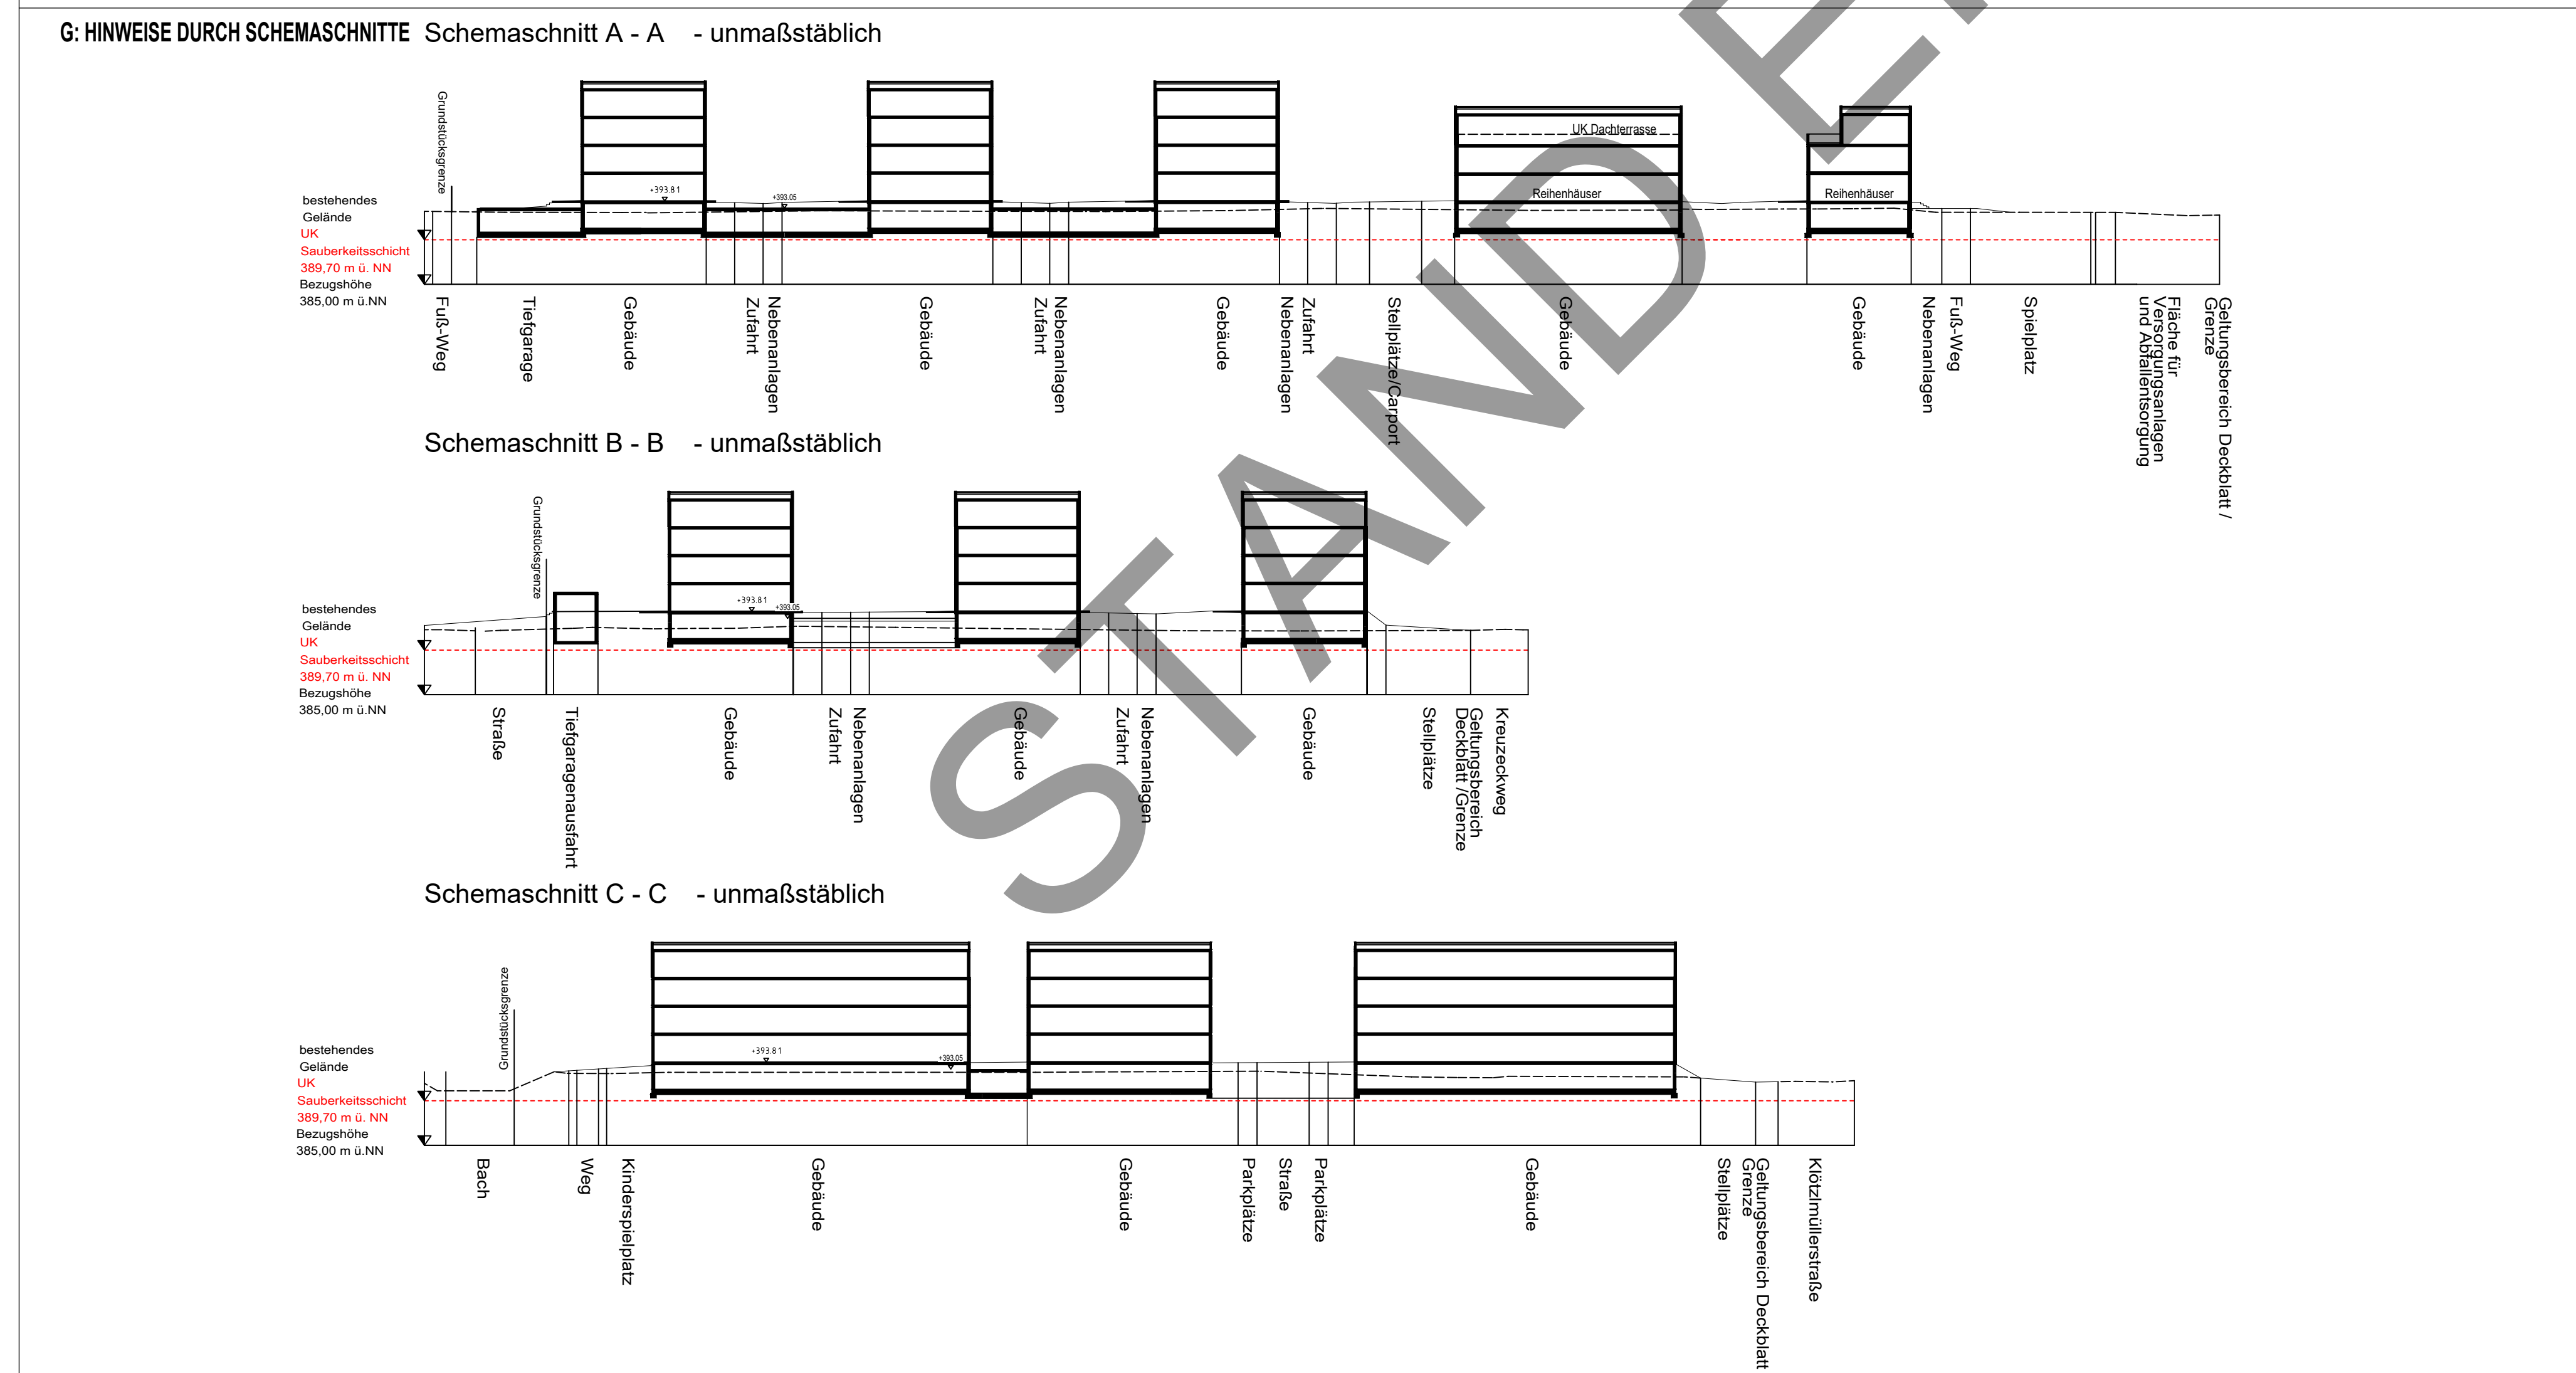 G: HINWEISE DURCH SCHEMASCHNITTE Schemaschnitt A - A - unmaßstäblich
Grundstücksgrenze
UK Dachterrasse
+393.81
+393.05
Reihenhäuser
Reihenhäuser
bestehendes
Gelände
UK
Sauberkeitsschicht
389,70 m ü. NN
Bezugshöhe
385,00 m ü.NN
Fuß-Weg
Tiefgarage
Gebäude
Zufahrt
Nebenanlagen
Gebäude
Zufahrt
Nebenanlagen
Gebäude
Nebenanlagen
Zufahrt
Stellplätze/Carport
Gebäude
Gebäude
Nebenanlagen
Fuß-Weg
Spielplatz
Fläche für
Versorgungsanlagen
und Abfallentsorgung
Geltungsbereich Deckblatt /
Grenze
Schemaschnitt B - B - unmaßstäblich
Grundstücksgrenze
+393.81
+393.05
bestehendes
Gelände
UK
Sauberkeitsschicht
389,70 m ü. NN
Bezugshöhe
385,00 m ü.NN
Straße
Tiefgaragenausfahrt
Gebäude
Zufahrt
Nebenanlagen
Gebäude
Zufahrt
Nebenanlagen
Gebäude
Stellplätze
Geltungsbereich
Deckblatt /Grenze
Kreuzeckweg
Schemaschnitt C - C - unmaßstäblich
Grundstücksgrenze
+393.81
+393.05
bestehendes
Gelände
UK
Sauberkeitsschicht
389,70 m ü. NN
Bezugshöhe
385,00 m ü.NN
Bach
Weg
Kinderspielplatz
Gebäude
Gebäude
Parkplätze
Straße
Parkplätze
Gebäude
Stellplätze
Geltungsbereich Deckblatt
Grenze
Klötzlmüllerstraße
STAND